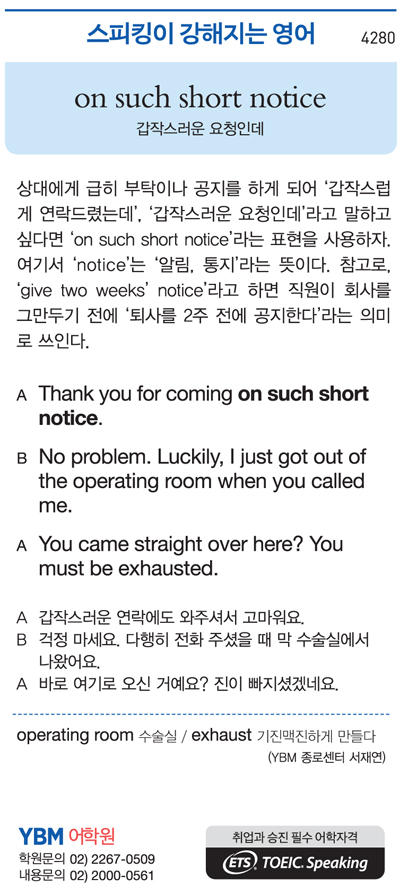 스피킹이 강해지는 영어
4280
on such short notice
갑작스러운 요청인데
상대에게 급히 부탁이나 공지를 하게 되어 ‘갑작스럽
게 연락드렸는데’, ‘갑작스러운 요청인데’라고 말하고
싶다면 ‘on such short notice’라는 표현을 사용하자.
여기서 ‘notice’는 ‘알림, 통지’라는 뜻이다. 참고로,
‘give two weeks’ notice’라고 하면 직원이 회사를
그만두기 전에 ‘퇴사를 2주 전에 공지한다’라는 의미
로 쓰인다.
A Thank you for coming on such short
notice.
B No problem. Luckily, I just got out of
the operating room when you called
me.
A You came straight over here? You
must be exhausted.
A 갑작스러운 연락에도 와주셔서 고마워요.
B 걱정 마세요. 다행히 전화 주셨을 때 막 수술실에서
나왔어요.
A 바로 여기로 오신 거예요? 진이 빠지셨겠네요.
operating room 수술실 / exhaust 기진맥진하게 만들다
(YBM 종로센터 서재연)
YBM 어학원
학원문의 02) 2267-0509
내용문의 02) 2000-0561
취업과 승진 필수 어학자격
ETS TOEIC. Speaking